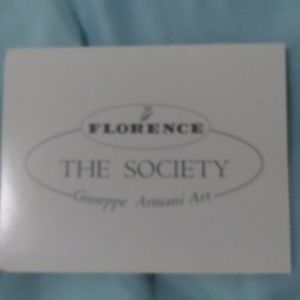 FLORENCE
THE SOCIETY
Giuseppe Armani Art